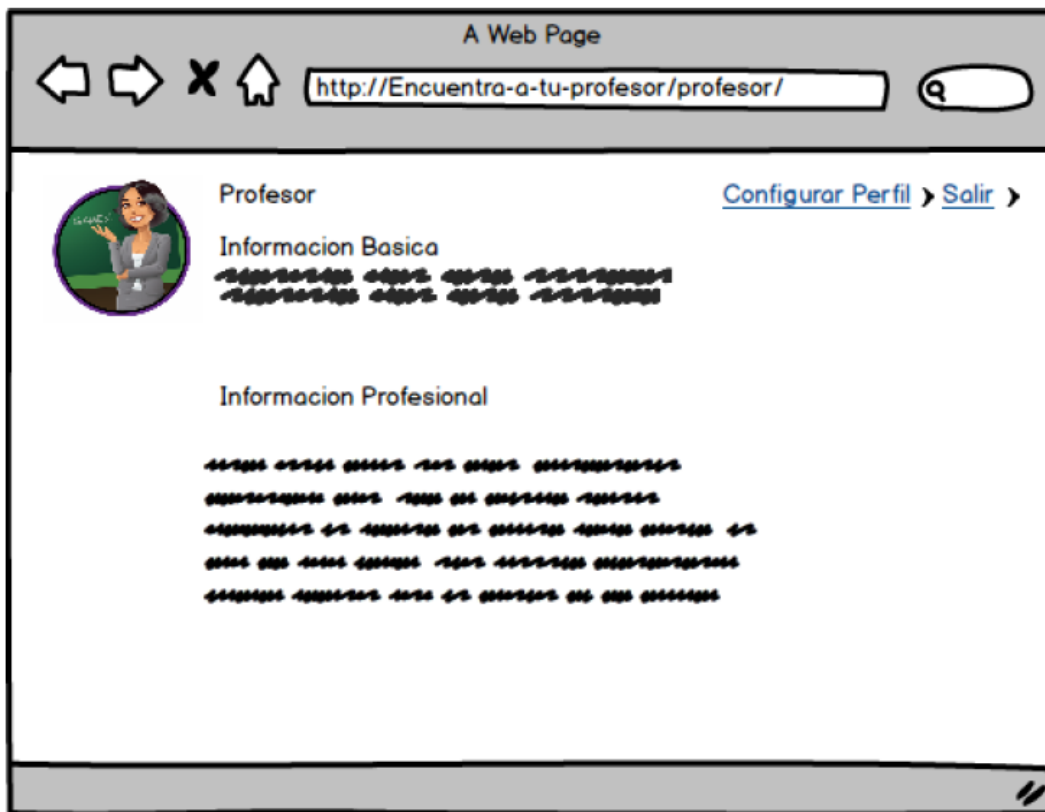 A Web Page
http://Encuentra-a-tu-profesor/profesor/
Profesor
Configurar Perfil
Salir
Informacion Basica
Informacion Profesional